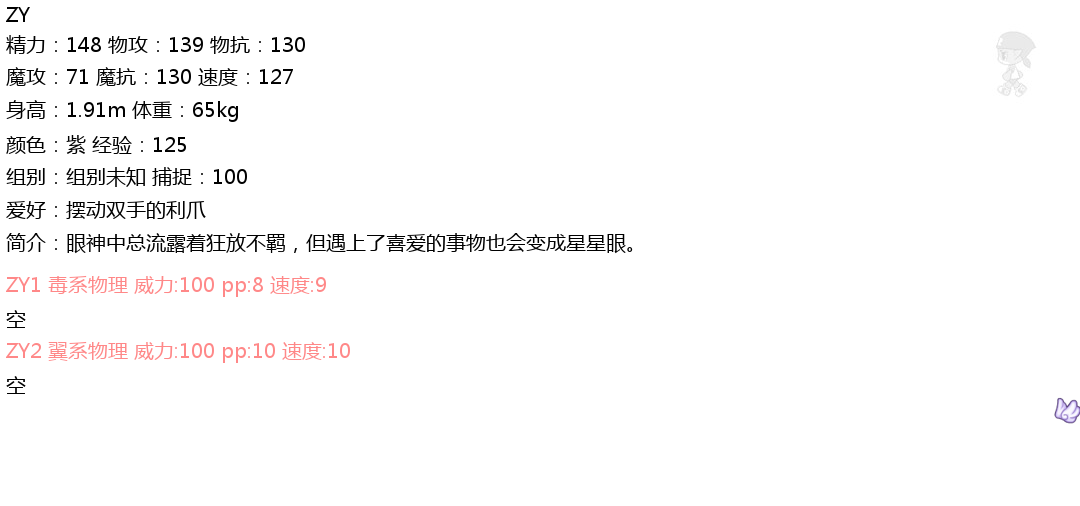 ZY
精力：148 物攻：139 物抗：130
魔攻：71 魔抗：130 速度：127
身高：1.91m 体重：65kg
颜色：紫 经验：125
组别：组别未知 捕捉：100
爱好：摆动双手的利爪
简介：眼神中总流露着狂放不羁，但遇上了喜爱的事物也会变成星星眼。
ZY1 毒系物理 威力:100 pp:8 速度:9
空
ZY2 翼系物理 威力:100 pp:10 速度:10
空